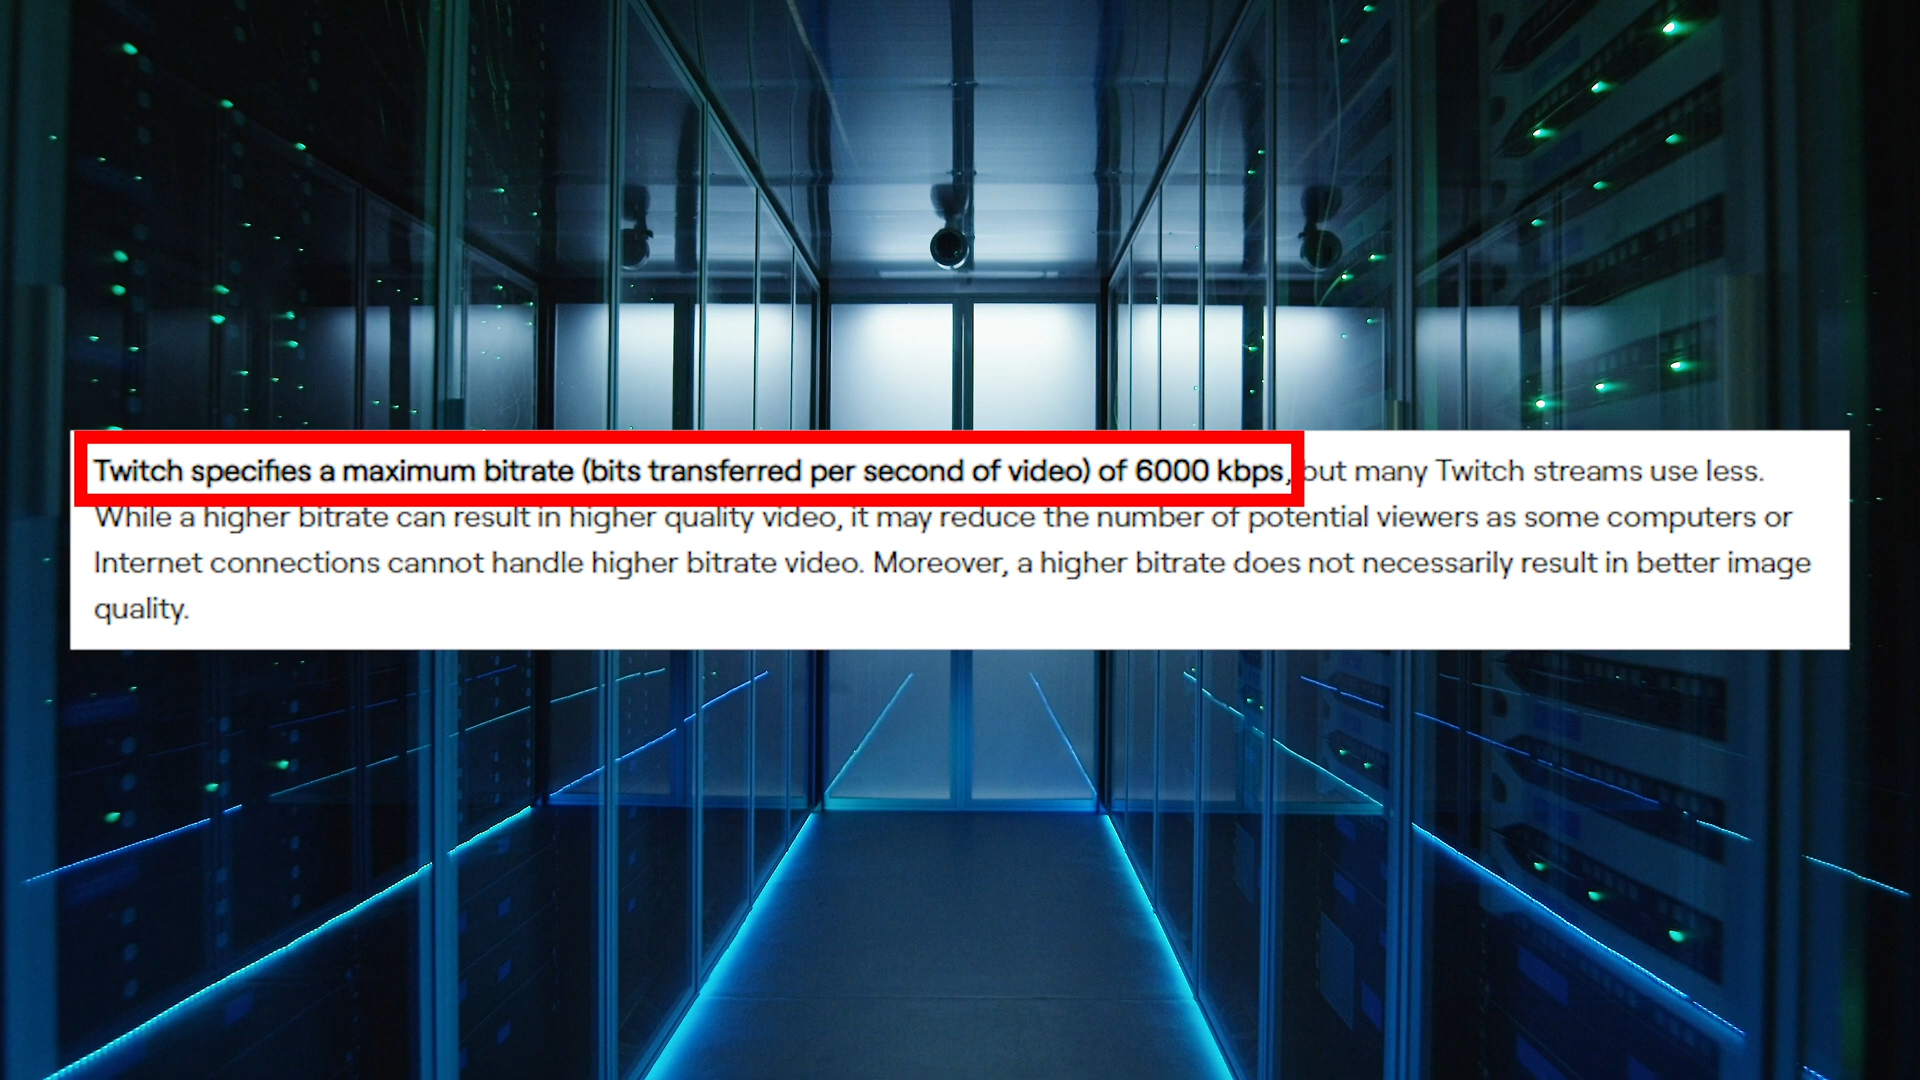 Twitch specifies a maximum bitrate (bits transferred per second of video) of 6000 kbps, but many Twitch streams use less.
While a higher bitrate can result in higher quality video, it may reduce the number of potential viewers as some computers or
Internet connections cannot handle higher bitrate video. Moreover, a higher bitrate does not necessarily result in better image
quality.